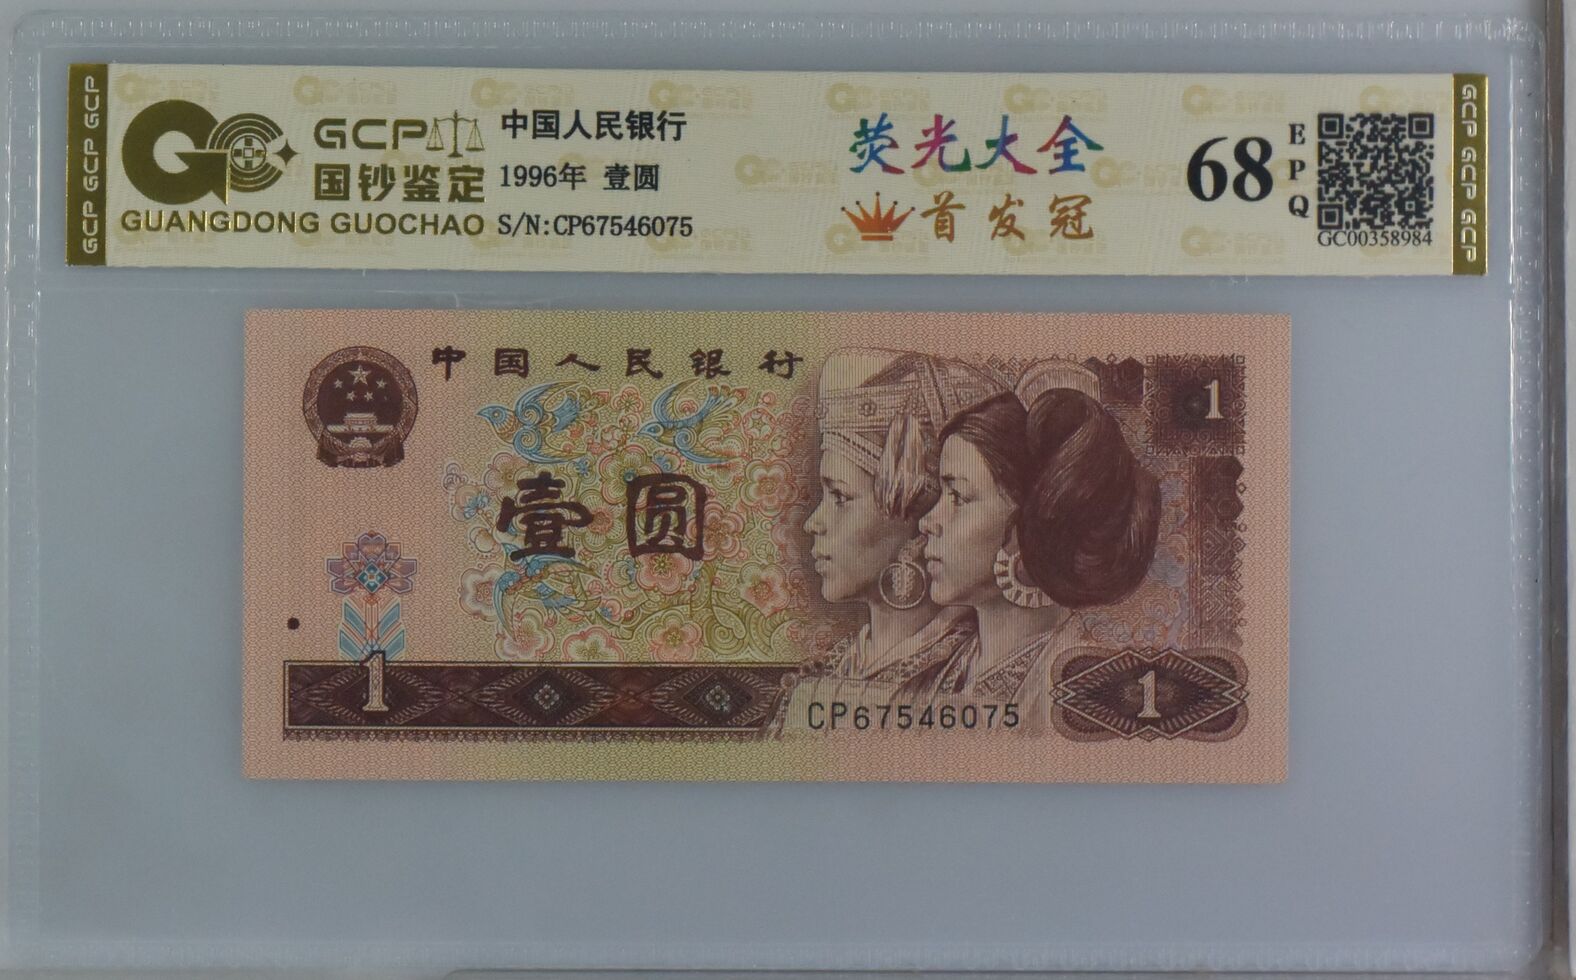 GCP GCP GCP
GCP
国钞鉴定
GUANGDONG GUOCHAO
中国人民银行
1996年 壹圆
S/N:CP67546075
荧光大全
首发冠
68
EPQ
GC00358984
GCP GCP GCP
中国人民银行
1
壹圆
1
CP67546075
1